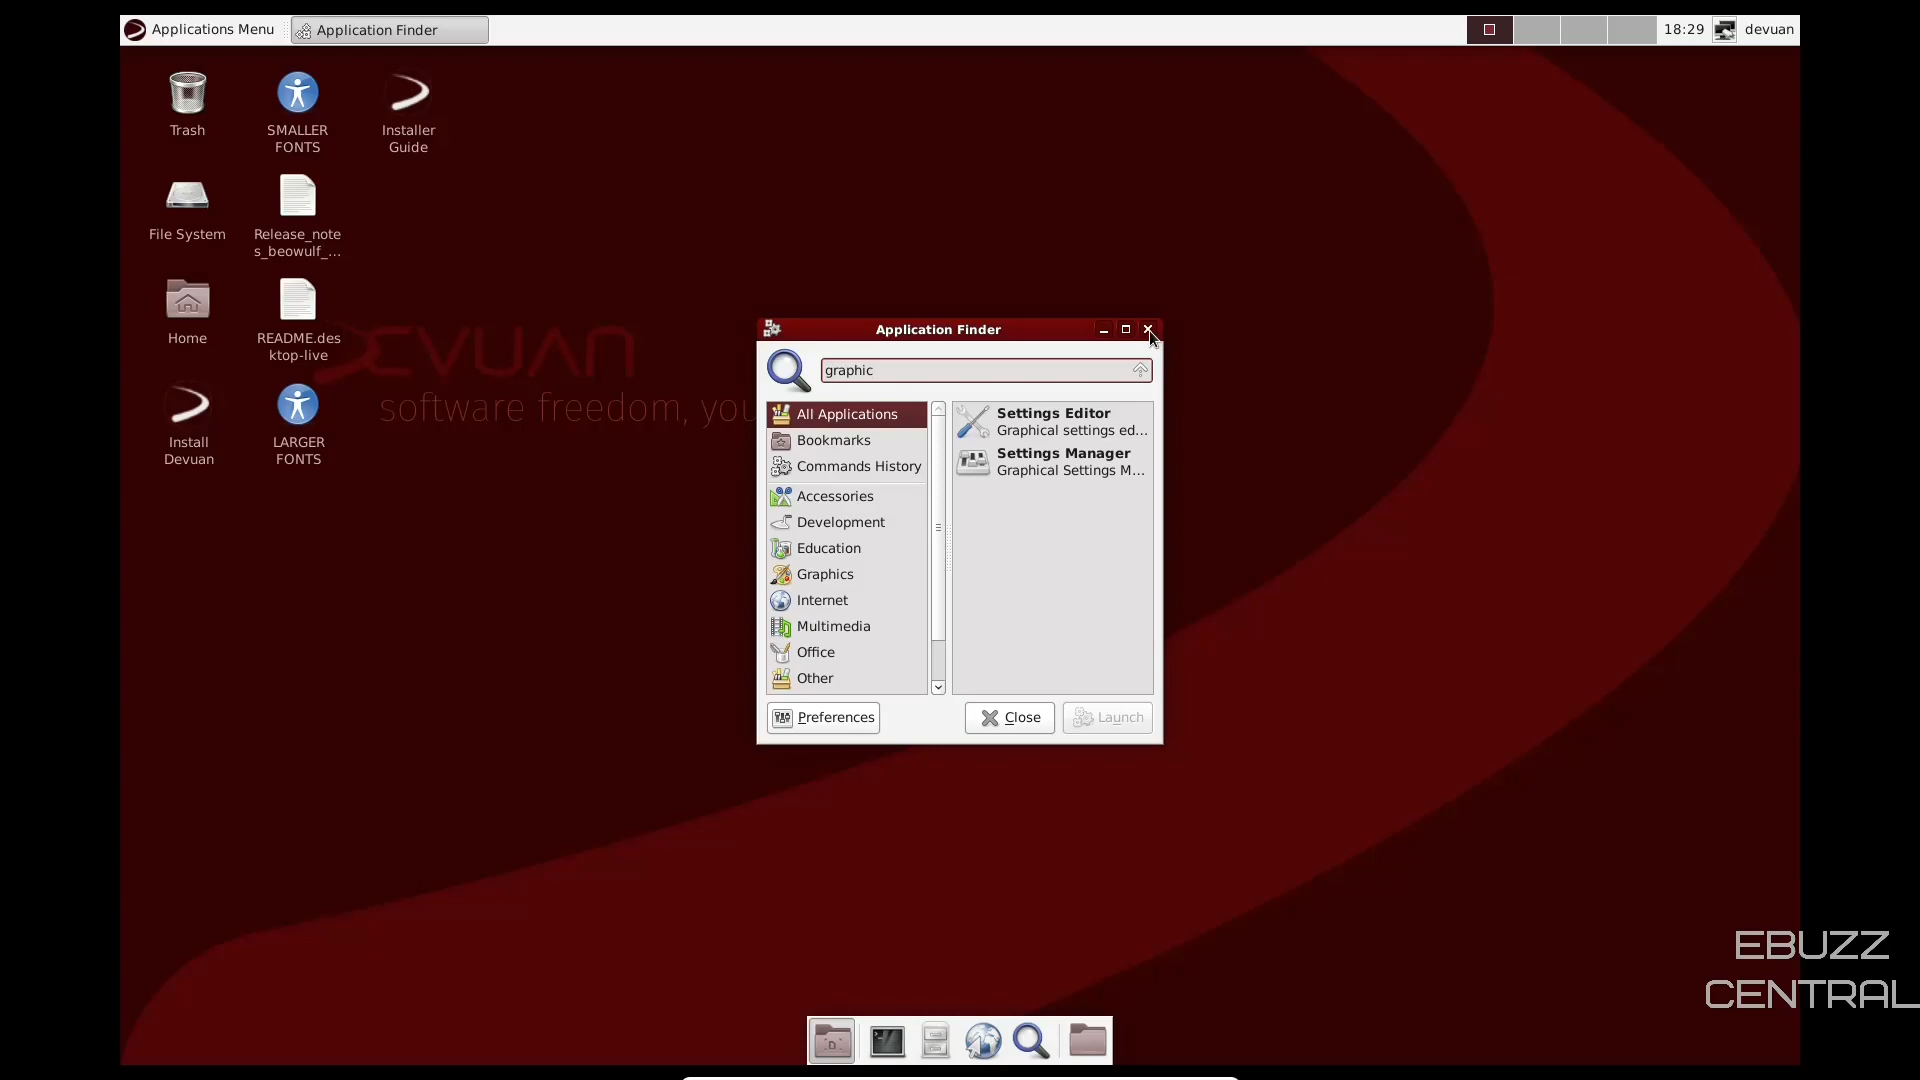 Applications Menu
Application Finder
18:29
devuan
Trash
SMALLER
FONTS
Installer
Guide
File System
Release_note
s_beowulf_...
Home
README.des
ktop-live
Install
Devuan
LARGER
FONTS
DEVUAN
software freedom, you
Application Finder
graphic
All Applications
Bookmarks
Commands History
Accessories
Development
Education
Graphics
Internet
Multimedia
Office
Other
Settings Editor
Graphical settings ed...
Settings Manager
Graphical Settings M...
Preferences
Close
Launch
EBUZZ
CENTRAL